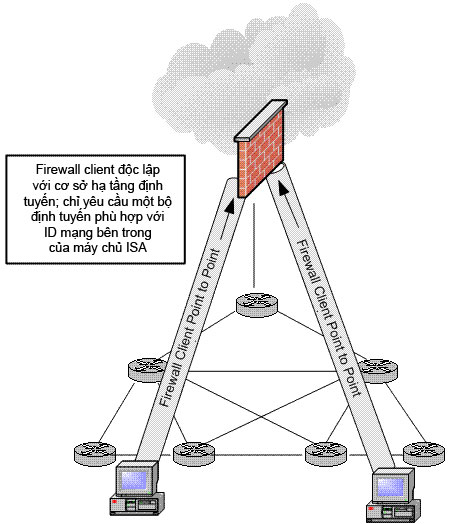 Firewall client độc lập
với cơ sở hạ tầng định
tuyến; chỉ yêu cầu một bộ
định tuyến phù hợp với
ID mạng bên trong
của máy chủ ISA
Firewall Client Point to Point
Firewall Client Point to Point